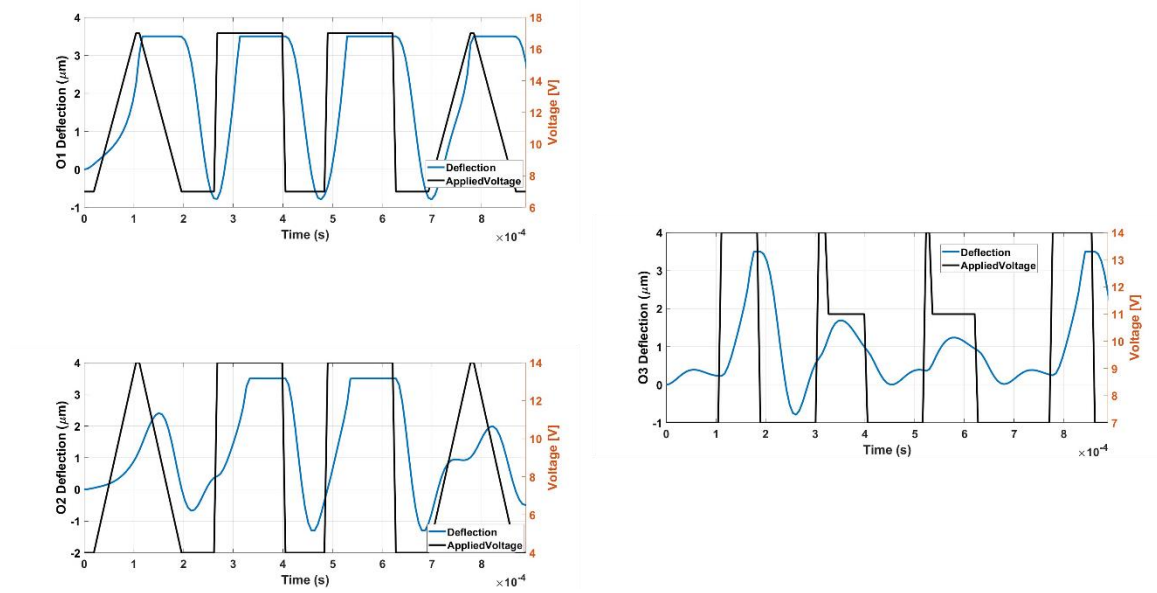 O1 Deflection (μm)
4
3
2
1
0
-1
18
16
14
12
10
8
6
Voltage [V]
Deflection
AppliedVoltage
0 1 2 3 4 5 6 7 8
Time (s)
×10⁻⁴
O3 Deflection (μm)
4
3
2
1
0
-1
14
13
12
11
10
9
8
7
Voltage [V]
Deflection
AppliedVoltage
0 1 2 3 4 5 6 7 8
Time (s)
×10⁻⁴
O2 Deflection (μm)
4
3
2
1
0
-1
-2
14
12
10
8
6
4
Voltage [V]
Deflection
AppliedVoltage
0 1 2 3 4 5 6 7 8
Time (s)
×10⁻⁴